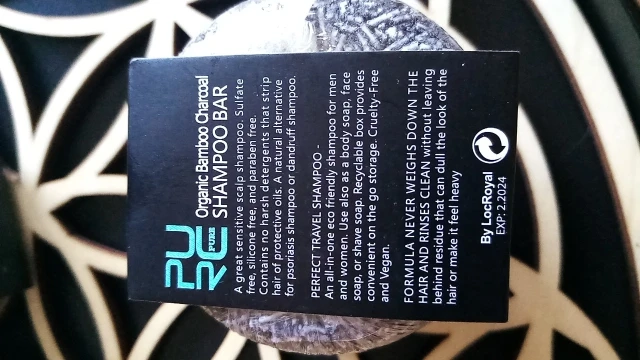 PURC
PURE
Organic Bamboo Charcoal
SHAMPOO BAR
A great sensitive scalp shampoo. Sulfate
free, silicone free, and paraben free.
Contains no harsh detergents that strip
hair of protective oils. A natural alternative
for psoriasis shampoo or dandruff shampoo.
PERFECT TRAVEL SHAMPOO -
An all-in-one eco friendly shampoo for men
and women. Use also as a body soap, face
soap, or shave soap. Recyclable box provides
convenient on the go storage. Cruelty-Free
and Vegan.
FORMULA NEVER WEIGHS DOWN THE
HAIR AND RINSES CLEAN without leaving
behind residue that can dull the look of the
hair or make it feel heavy
By LocRoyal
EXP: 2.2024